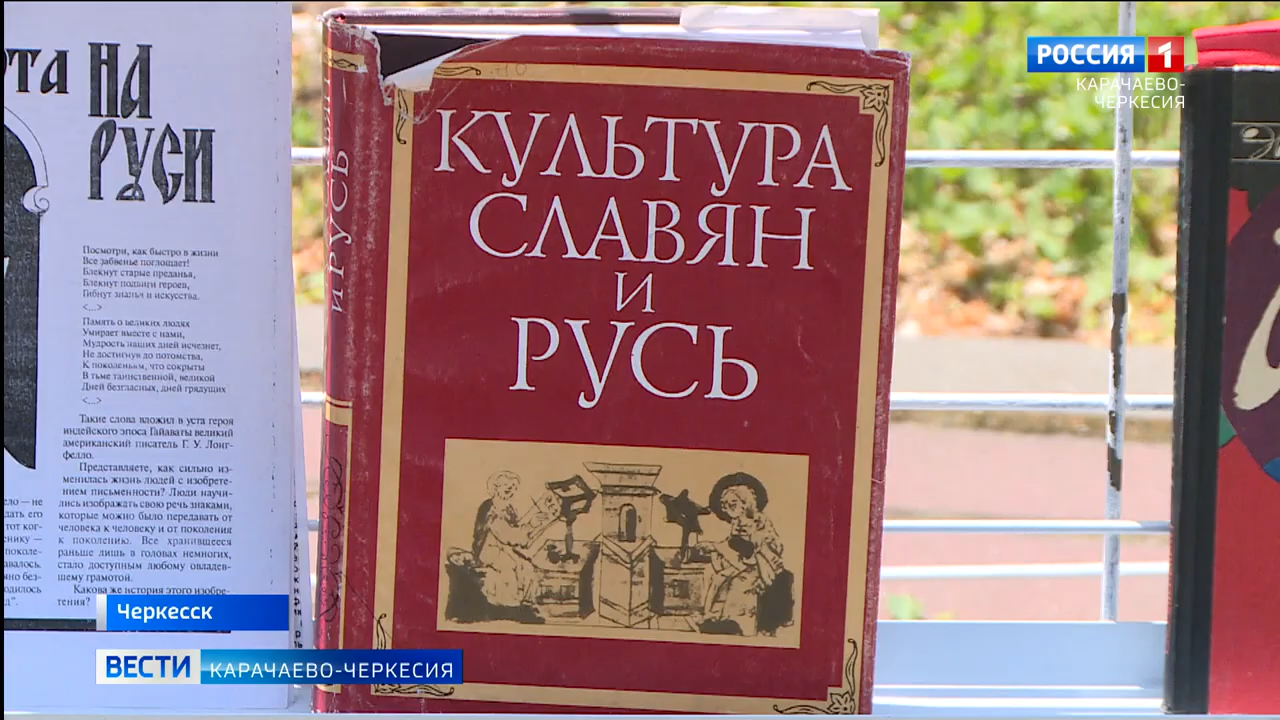 ота НА
РУСИ
Посмотри, как быстро в жизни
Все забвенье поглощает!
Блекнут старые преданья,
Блекнут подвиги героев,
Гибнут знанья и искусства.
<...>
Память о великих людях
Умирает вместе с нами,
Мудрость наших дней исчезнет,
Не достигнув до потомства,
К поколеньям, что сокрыты
В тьме таинственной, великой
Дней безгласных, дней грядущих
<...>
Такие слова вложил в уста героя
индейского эпоса Гайаваты великий
американский писатель Г. У. Лонг-
фелло.
Представляете, как сильно из-
менилась жизнь людей с изобрете-
нием письменности? Люди научи-
лись изображать свою речь знаками,
которые можно было передавать от
человека к человеку и от поколения
к поколению. Все хранившееся
раньше лишь в головах немногих,
стало доступным любому овладев-
шему грамотой.
Какова же история этого изобре-
тения?
И РУСЬ
КУЛЬТУРА
СЛАВЯН
И
РУСЬ
РОССИЯ 1
КАРАЧАЕВО-
ЧЕРКЕСИЯ
Черкесск
ВЕСТИ КАРАЧАЕВО-ЧЕРКЕСИЯ